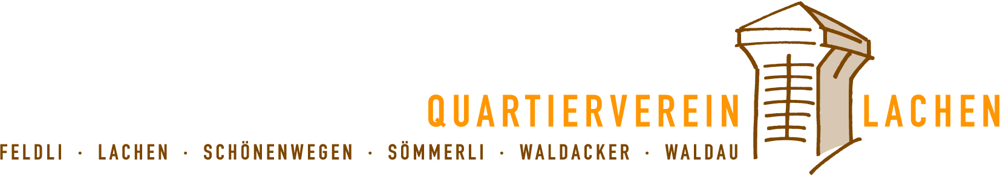 QUARTIERVEREIN LACHEN
FELDLI · LACHEN · SCHÖNENWEGEN · SÖMMERLI · WALDACKER · WALDAU